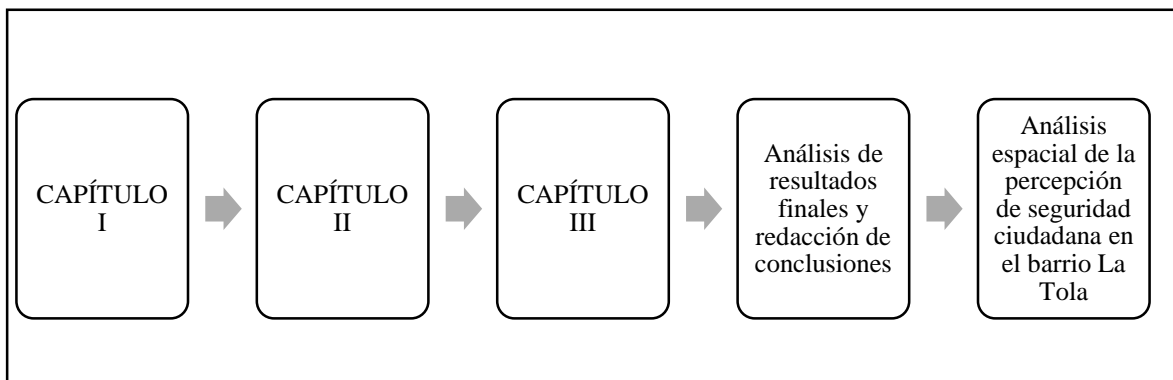 CAPÍTULO
I
CAPÍTULO
II
CAPÍTULO
III
Análisis de
resultados
finales y
redacción de
conclusiones
Análisis
espacial de la
percepción
de seguridad
ciudadana en
el barrio La
Tola